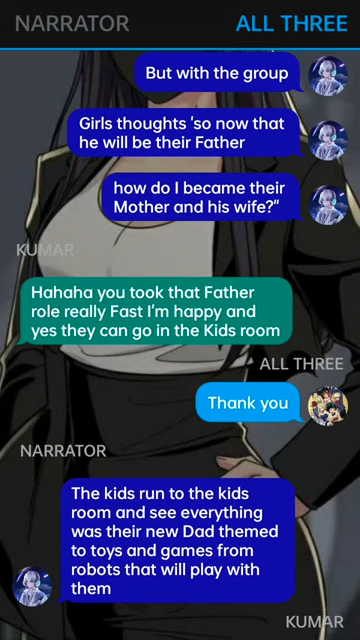 NARRATOR ALL THREE
But with the group
Girls thoughts 'so now that
he will be their Father
how do I became their
Mother and his wife?"
KUMAR
Hahaha you took that Father
role really Fast I'm happy and
yes they can go in the Kids room
ALL THREE
Thank you
NARRATOR
The kids run to the kids
room and see everything
was their new Dad themed
to toys and games from
robots that will play with
them
KUMAR